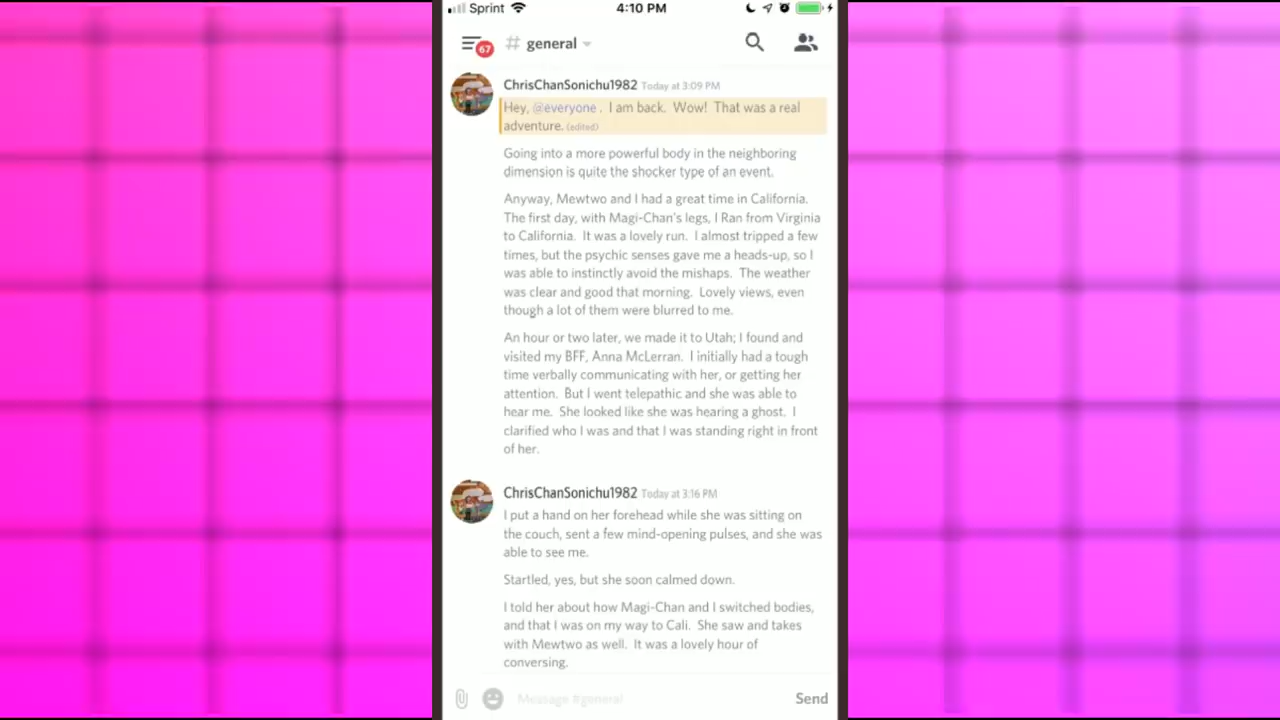 Sprint 4:10 PM
67 # general
ChrisChanSonichu1982 Today at 3:09 PM
Hey, @everyone . I am back. Wow! That was a real
adventure. (edited)
Going into a more powerful body in the neighboring
dimension is quite the shocker type of an event.
Anyway, Mewtwo and I had a great time in California.
The first day, with Magi-Chan's legs, I Ran from Virginia
to California. It was a lovely run. I almost tripped a few
times, but the psychic senses gave me a heads-up, so I
was able to instinctly avoid the mishaps. The weather
was clear and good that morning. Lovely views, even
though a lot of them were blurred to me.
An hour or two later, we made it to Utah; I found and
visited my BFF, Anna McLerran. I initially had a tough
time verbally communicating with her, or getting her
attention. But I went telepathic and she was able to
hear me. She looked like she was hearing a ghost. I
clarified who I was and that I was standing right in front
of her.
ChrisChanSonichu1982 Today at 3:16 PM
I put a hand on her forehead while she was sitting on
the couch, sent a few mind-opening pulses, and she was
able to see me.
Startled, yes, but she soon calmed down.
I told her about how Magi-Chan and I switched bodies,
and that I was on my way to Cali. She saw and takes
with Mewtwo as well. It was a lovely hour of
conversing.
Message #general Send